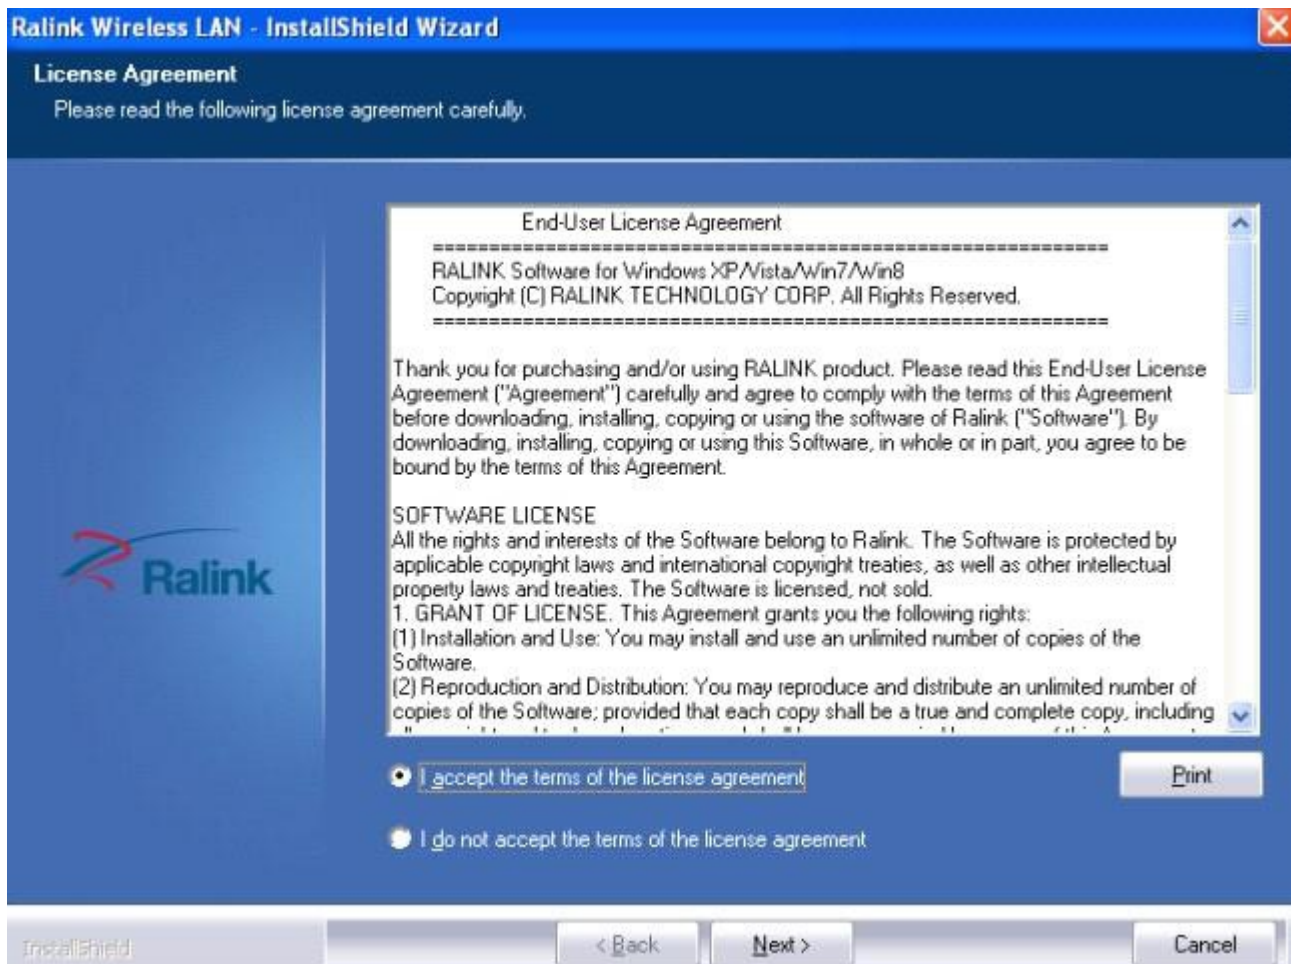 Ralink Wireless LAN - InstallShield Wizard
License Agreement
Please read the following license agreement carefully.
End-User License Agreement
============================================================
RALINK Software for Windows XP/Vista/Win7/Win8
Copyright (C) RALINK TECHNOLOGY CORP. All Rights Reserved.
============================================================
Thank you for purchasing and/or using RALINK product. Please read this End-User License
Agreement ("Agreement") carefully and agree to comply with the terms of this Agreement
before downloading, installing, copying or using the software of Ralink ("Software"). By
downloading, installing, copying or using this Software, in whole or in part, you agree to be
bound by the terms of this Agreement.
SOFTWARE LICENSE
All the rights and interests of the Software belong to Ralink. The Software is protected by
applicable copyright laws and international copyright treaties, as well as other intellectual
property laws and treaties. The Software is licensed, not sold.
1. GRANT OF LICENSE. This Agreement grants you the following rights:
(1) Installation and Use: You may install and use an unlimited number of copies of the
Software.
(2) Reproduction and Distribution: You may reproduce and distribute an unlimited number of
copies of the Software; provided that each copy shall be a true and complete copy, including
Ralink
I accept the terms of the license agreement
Print
I do not accept the terms of the license agreement
InstallShield
< Back
Next >
Cancel